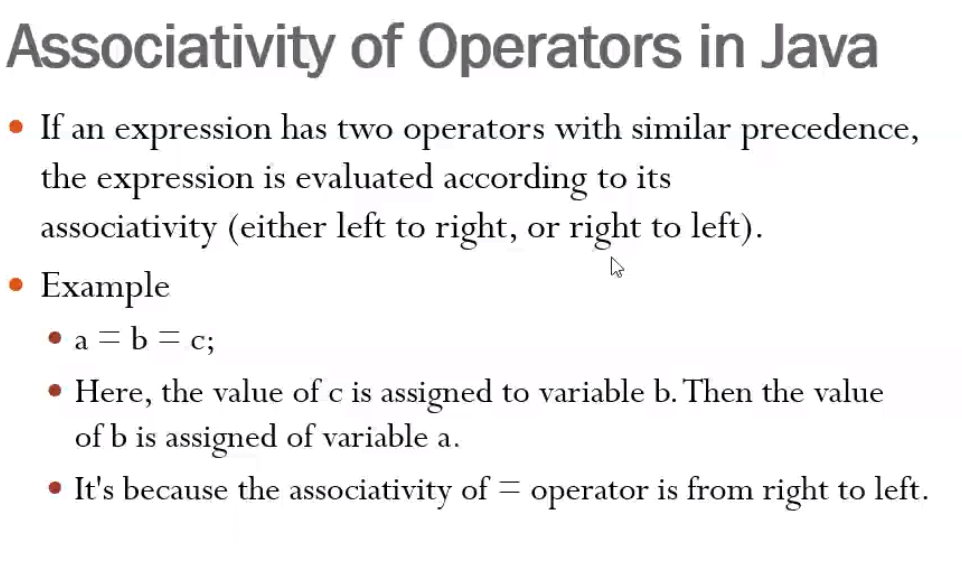 Associativity of Operators in Java
• If an expression has two operators with similar precedence,
the expression is evaluated according to its
associativity (either left to right, or right to left).
• Example
• a = b = c;
• Here, the value of c is assigned to variable b. Then the value
of b is assigned of variable a.
• It's because the associativity of = operator is from right to left.